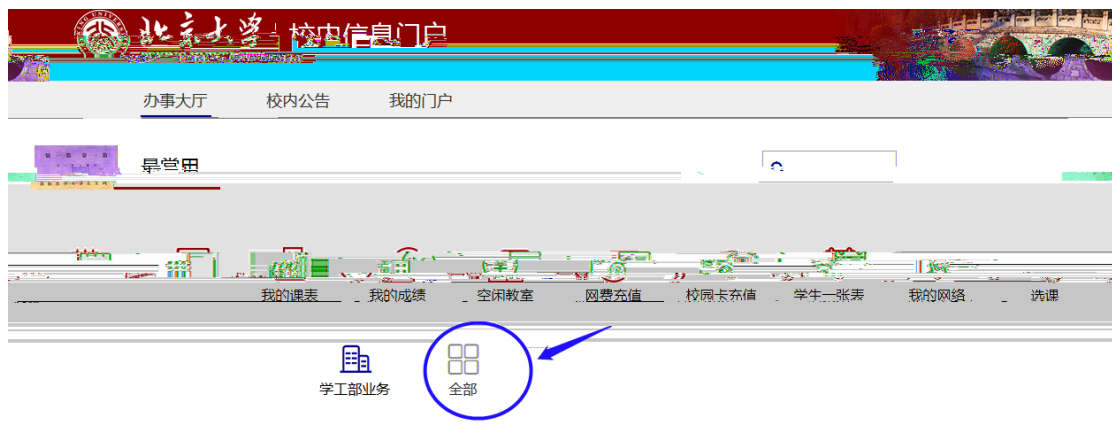 北京大学 校内信息门户
办事大厅 校内公告 我的门户
最常用
我的课表 我的成绩 空闲教室 网费充值 校园卡充值 学生一张表 我的网络 选课
学工部业务 全部